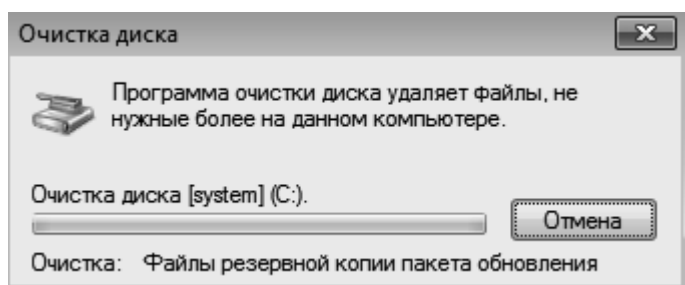 Очистка диска
Программа очистки диска удаляет файлы, не
нужные более на данном компьютере.
Очистка диска [system] (C:).
Отмена
Очистка: Файлы резервной копии пакета обновления